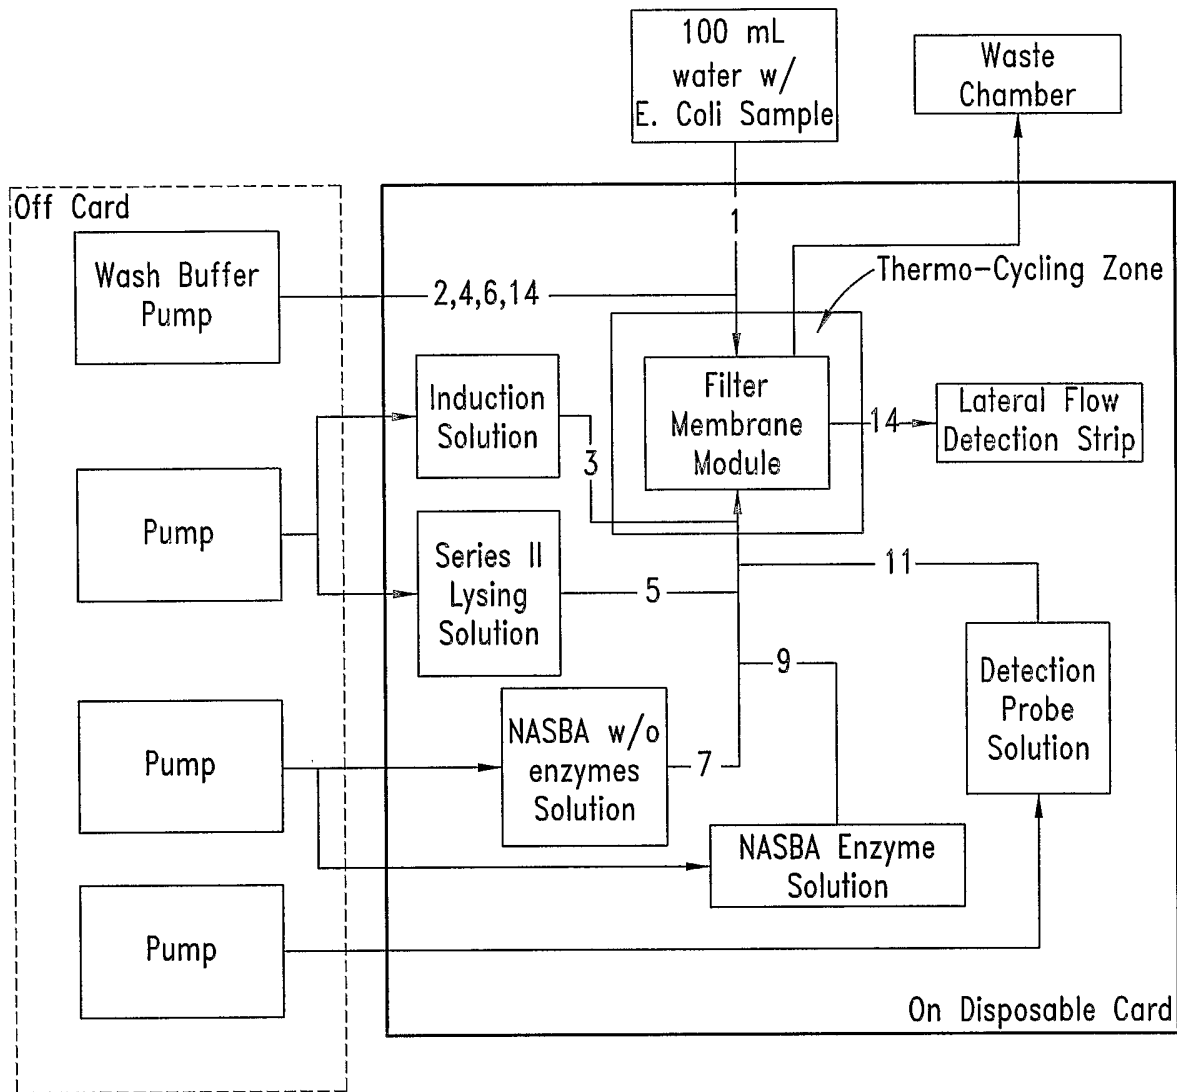 100 mL
water w/
E. Coli Sample
Waste
Chamber
Off Card
1
Wash Buffer
Pump
2,4,6,14
Thermo-Cycling Zone
Induction
Solution
3
Filter
Membrane
Module
14
Lateral Flow
Detection Strip
Pump
Series II
Lysing
Solution
5
11
9
Detection
Probe
Solution
Pump
NASBA w/o
enzymes
Solution
7
NASBA Enzyme
Solution
Pump
On Disposable Card